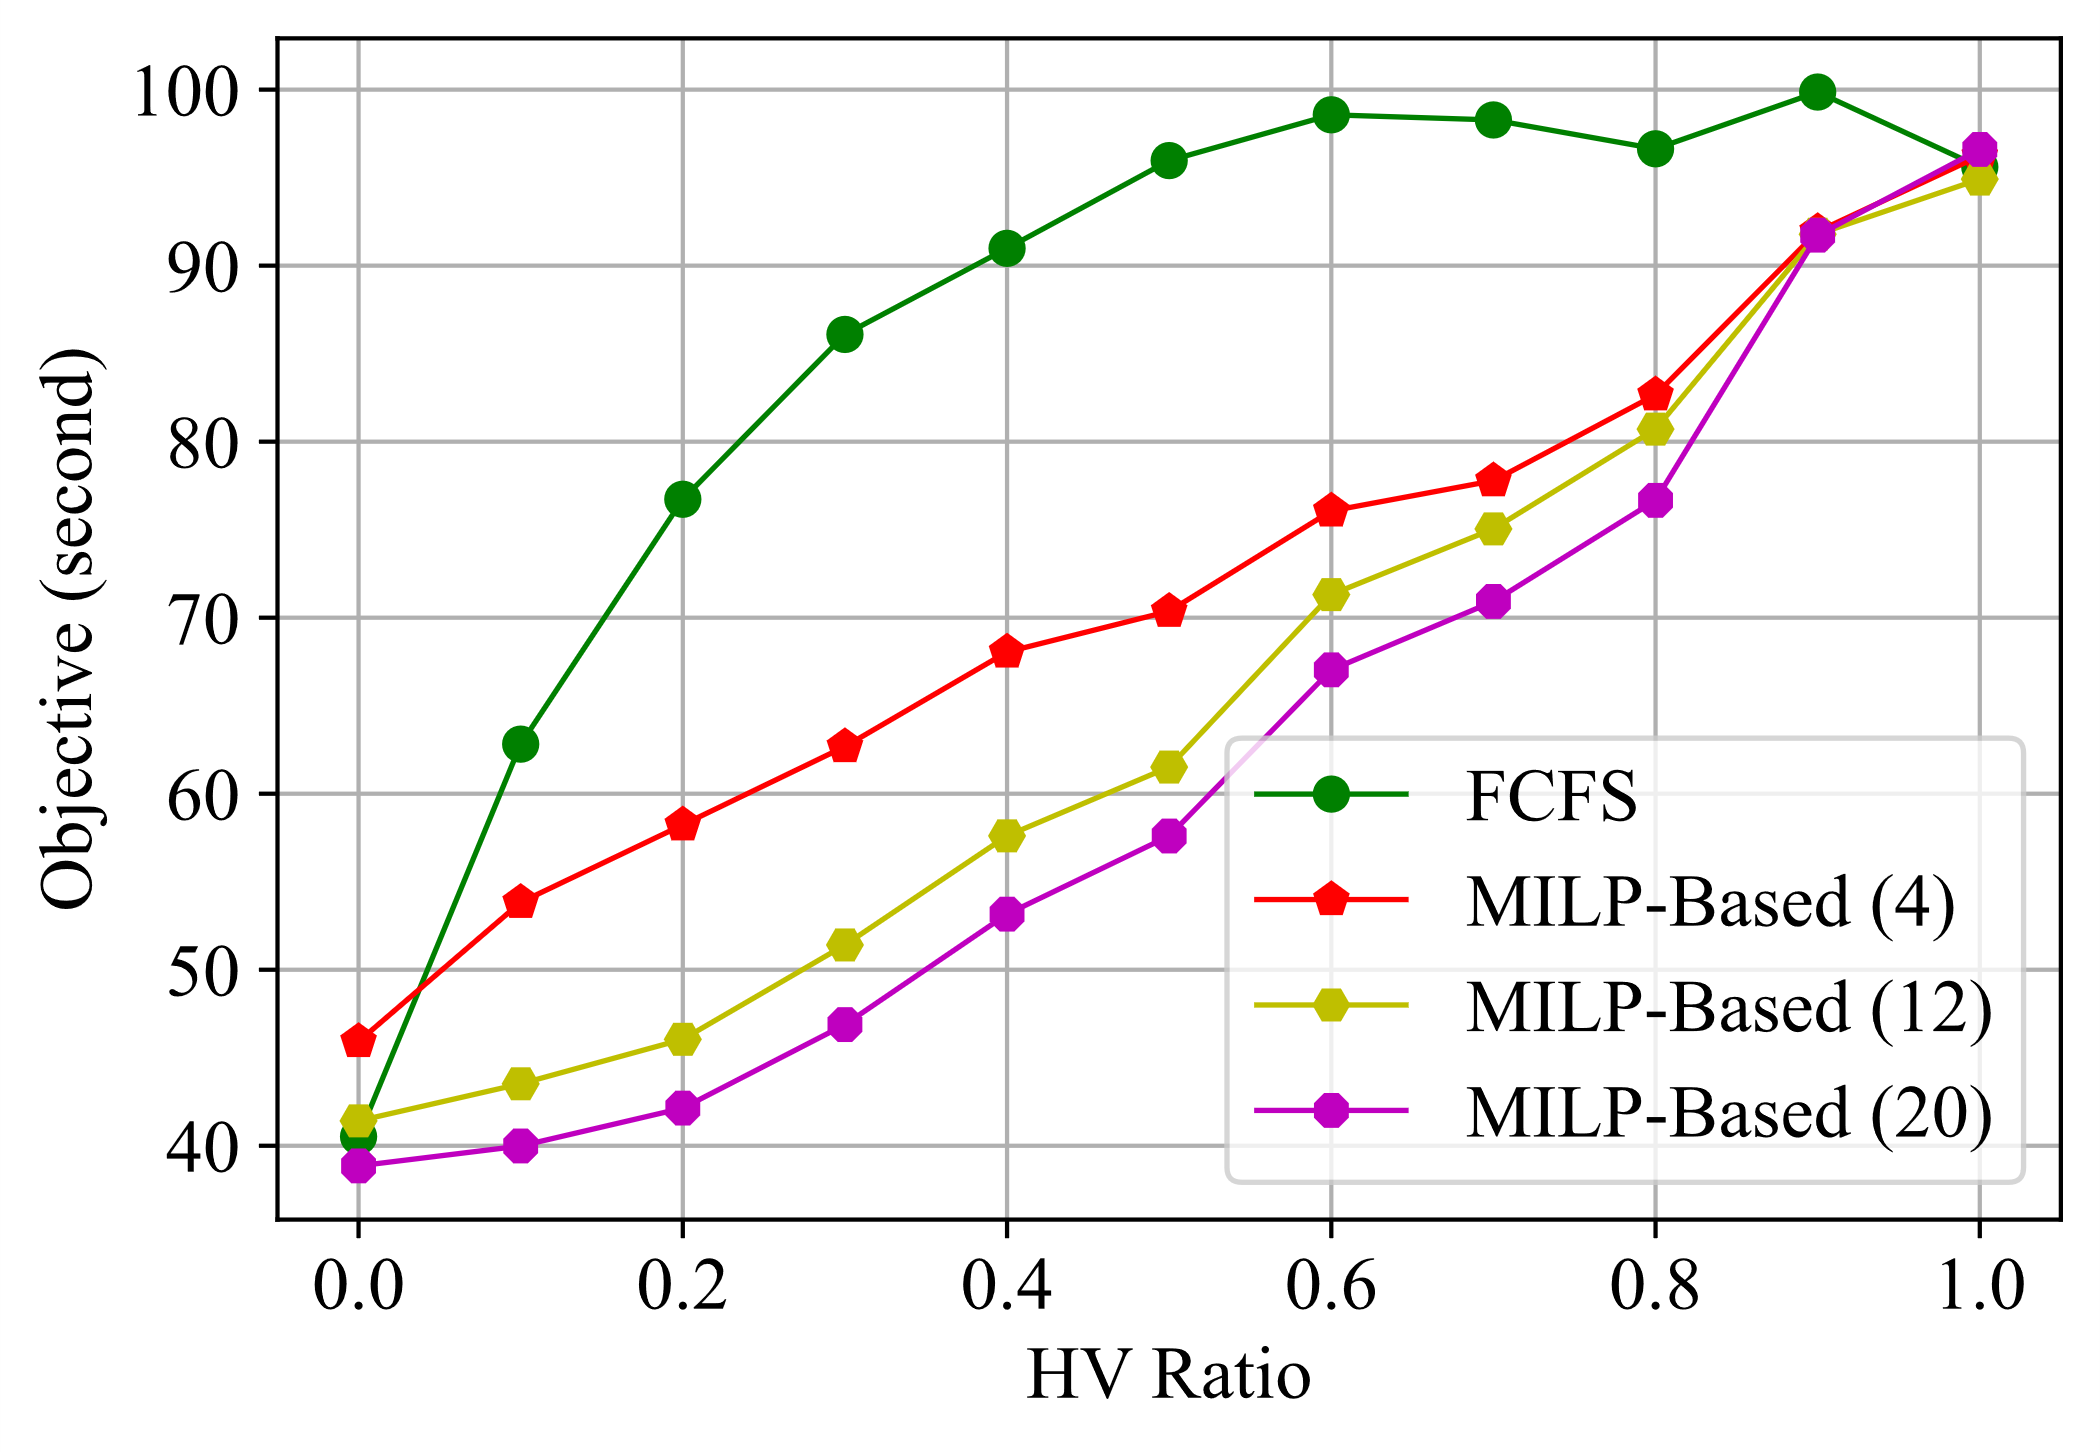 100
90
80
70
60
50
40
Objective (second)
0.0 0.2 0.4 0.6 0.8 1.0
HV Ratio
FCFS
MILP-Based (4)
MILP-Based (12)
MILP-Based (20)